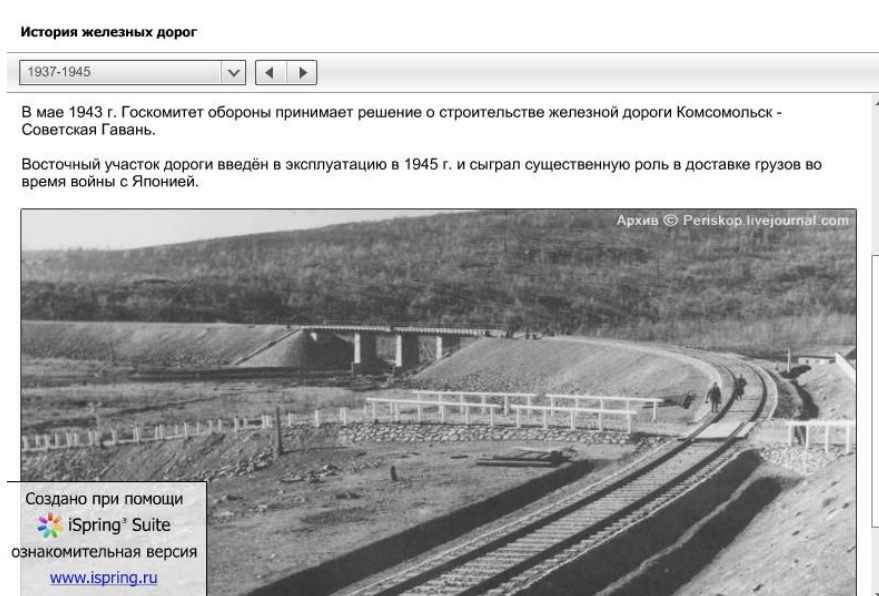 История железных дорог
1937-1945
В мае 1943 г. Госкомитет обороны принимает решение о строительстве железной дороги Комсомольск -
Советская Гавань.
Восточный участок дороги введён в эксплуатацию в 1945 г. и сыграл существенную роль в доставке грузов во
время войны с Японией.
Архив © Periskop.livejournal.com
Создано при помощи
iSpring® Suite
ознакомительная версия
www.ispring.ru